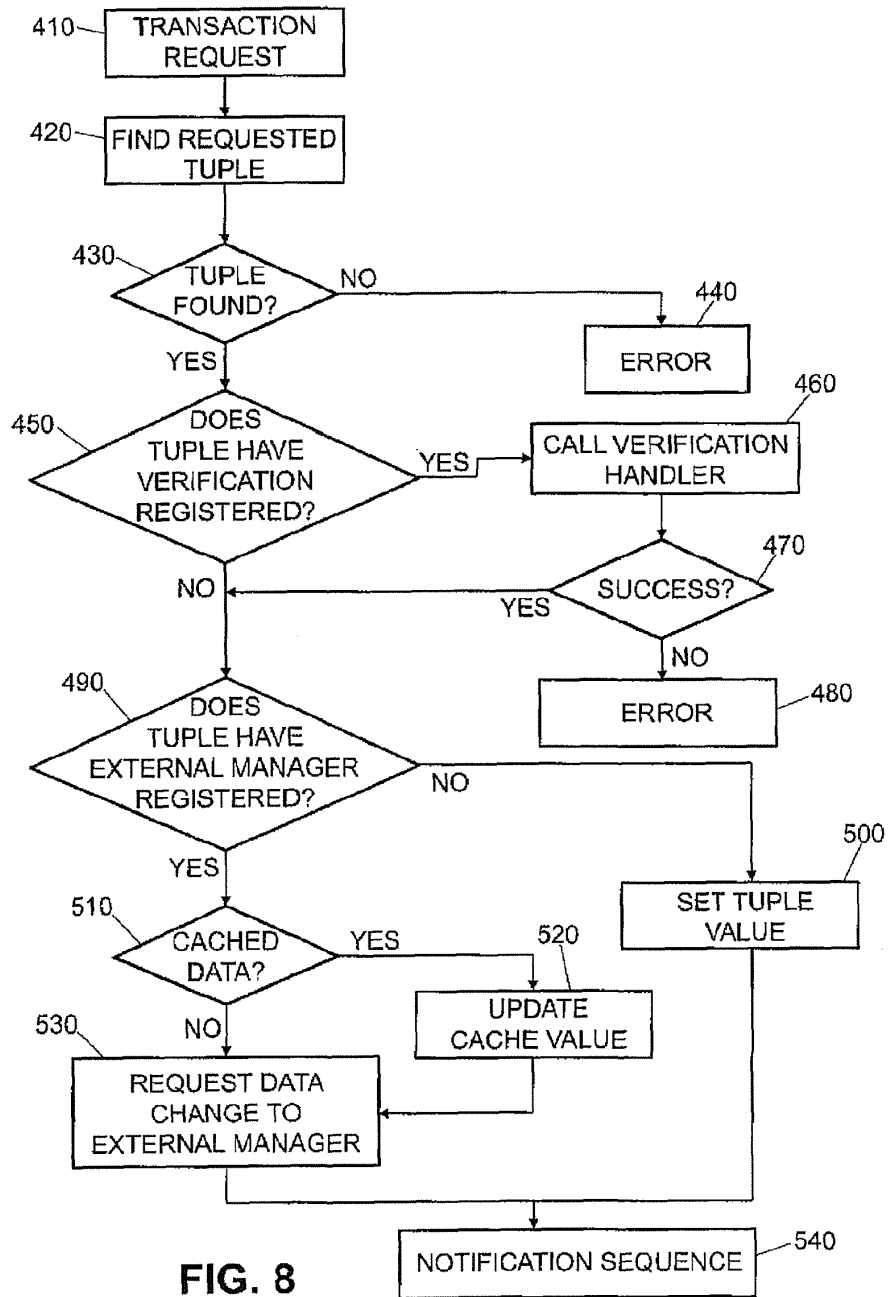 410
TRANSACTION
REQUEST
420
FIND REQUESTED
TUPLE
430
TUPLE
FOUND?
NO
YES
440
ERROR
450
DOES
TUPLE HAVE
VERIFICATION
REGISTERED?
YES
NO
460
CALL VERIFICATION
HANDLER
470
SUCCESS?
YES
NO
480
ERROR
490
DOES
TUPLE HAVE
EXTERNAL MANAGER
REGISTERED?
NO
YES
500
SET TUPLE
VALUE
510
CACHED
DATA?
YES
NO
520
UPDATE
CACHE VALUE
530
REQUEST DATA
CHANGE TO
EXTERNAL MANAGER
540
NOTIFICATION SEQUENCE
FIG. 8